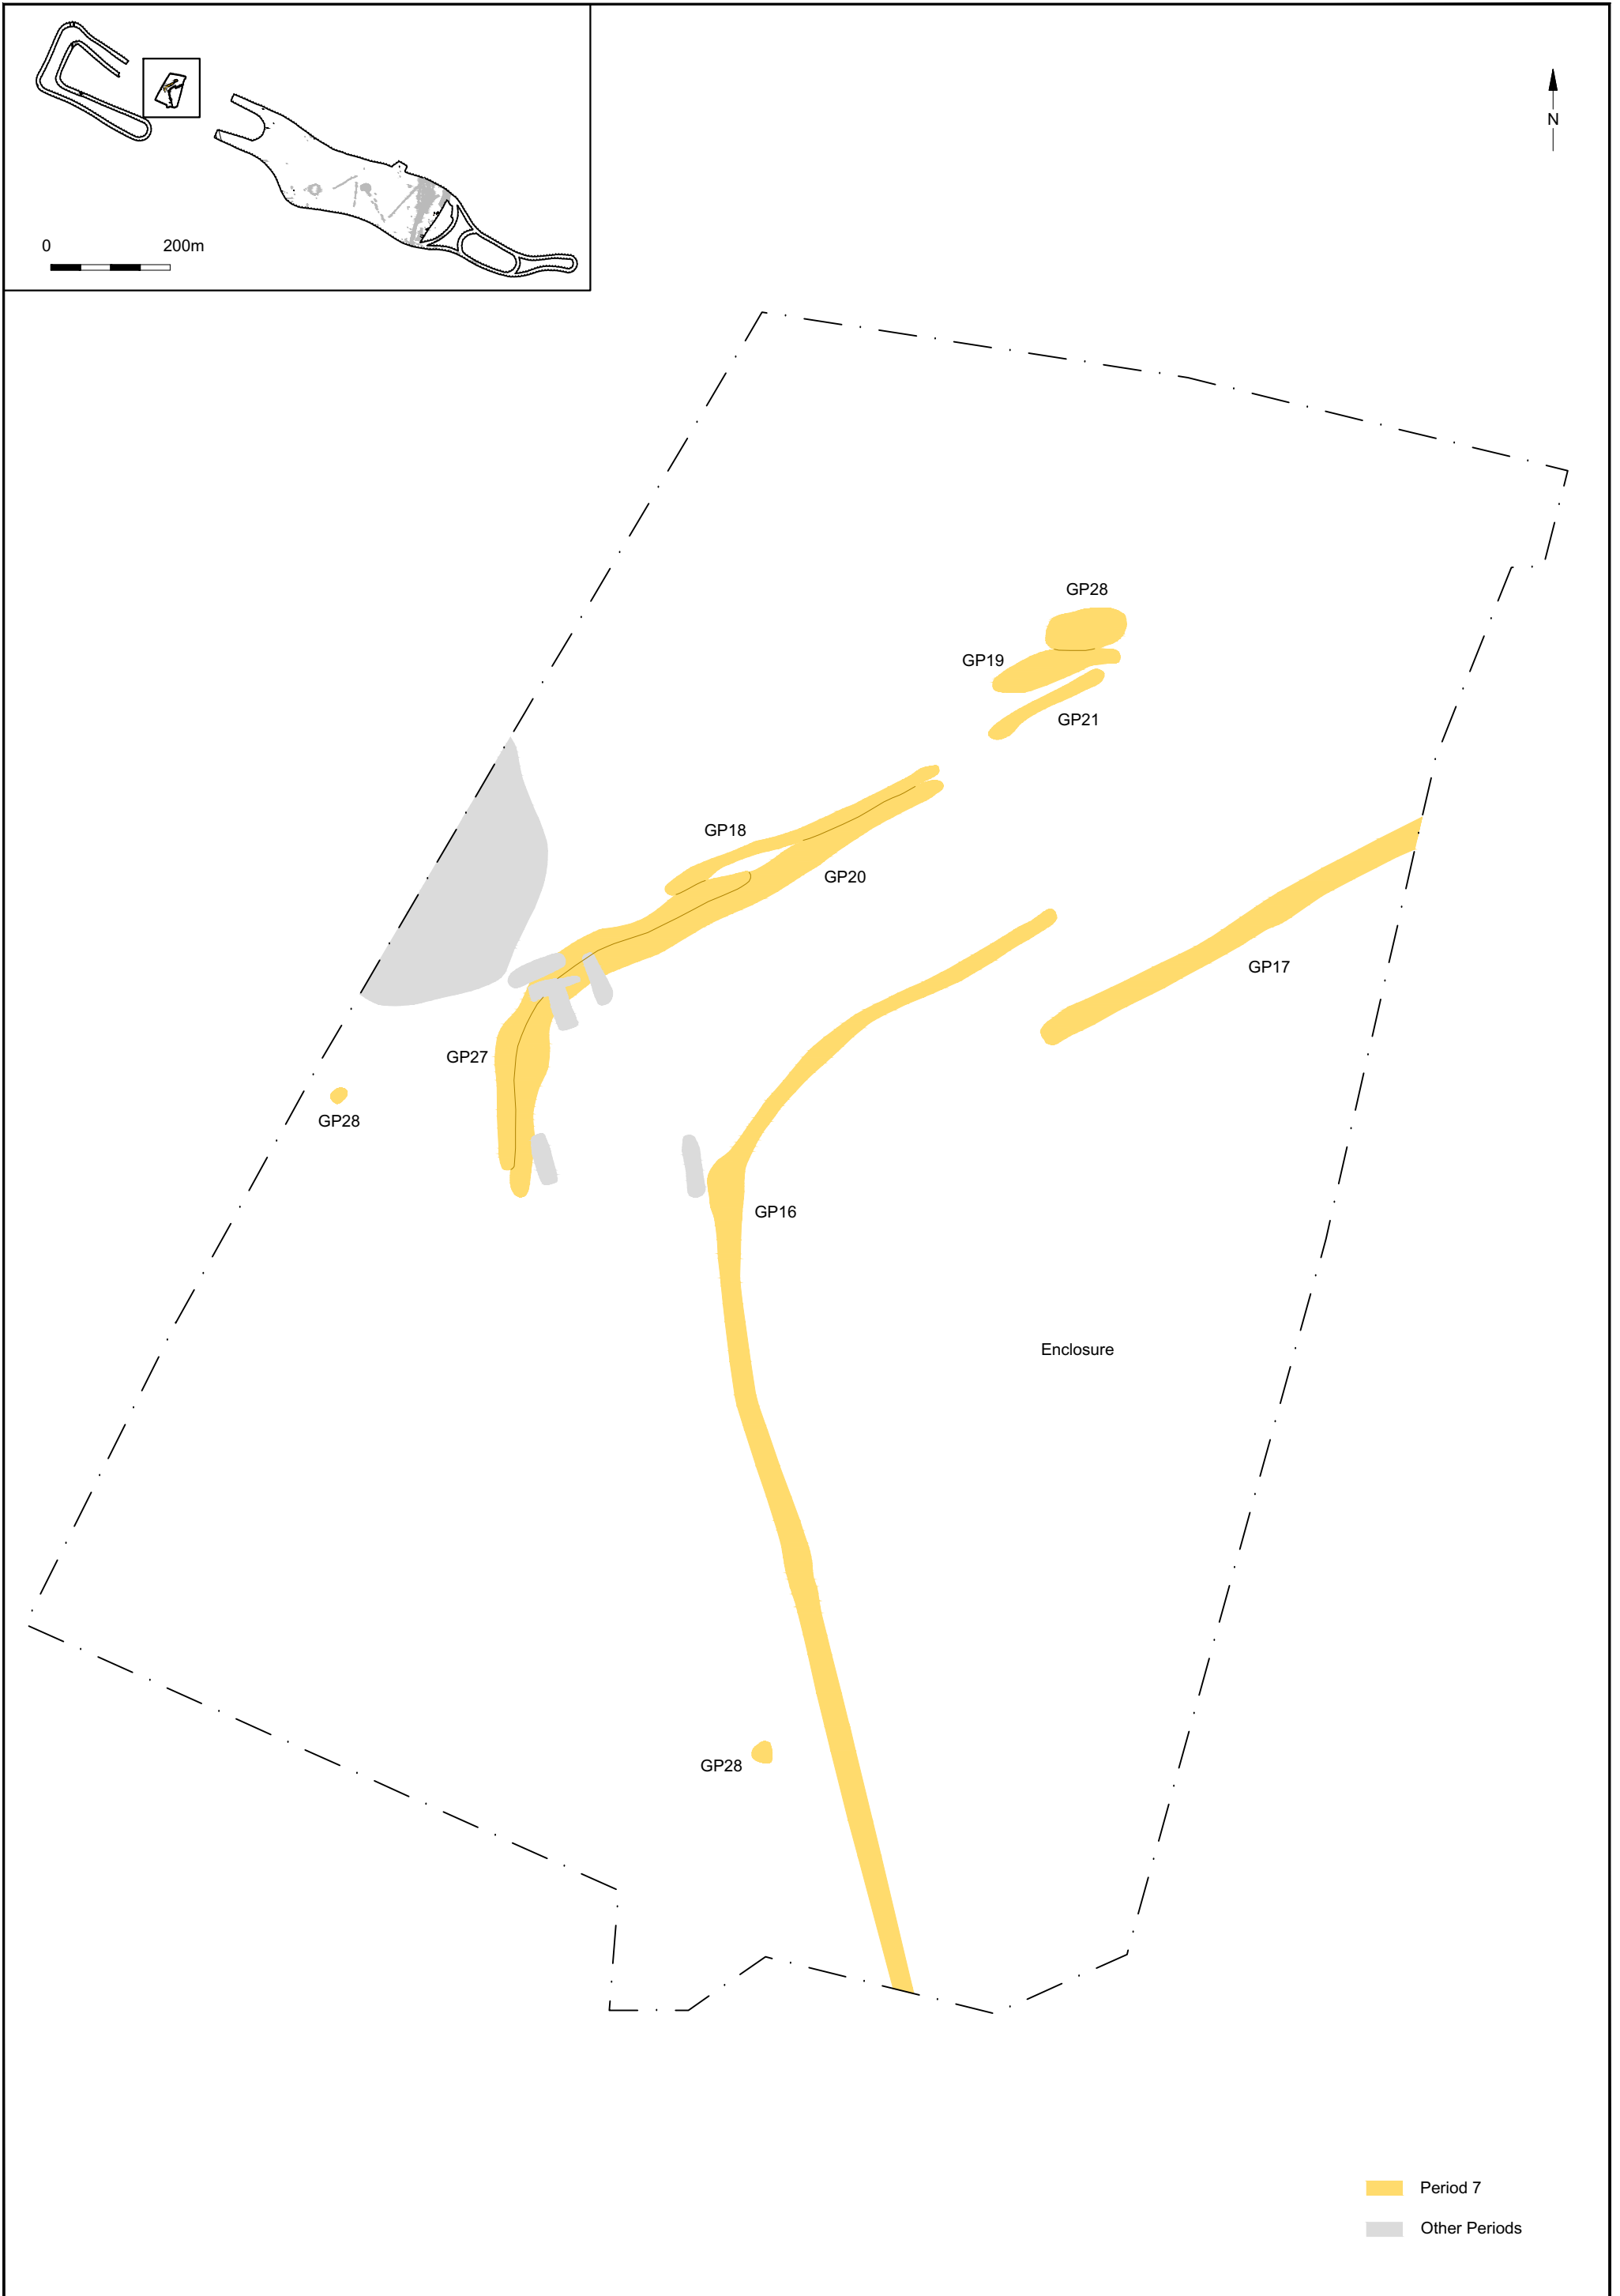 0 200m
N
GP28
GP19
GP21
GP18
GP20
GP17
GP27
GP28
GP16
Enclosure
GP28
Period 7
Other Periods